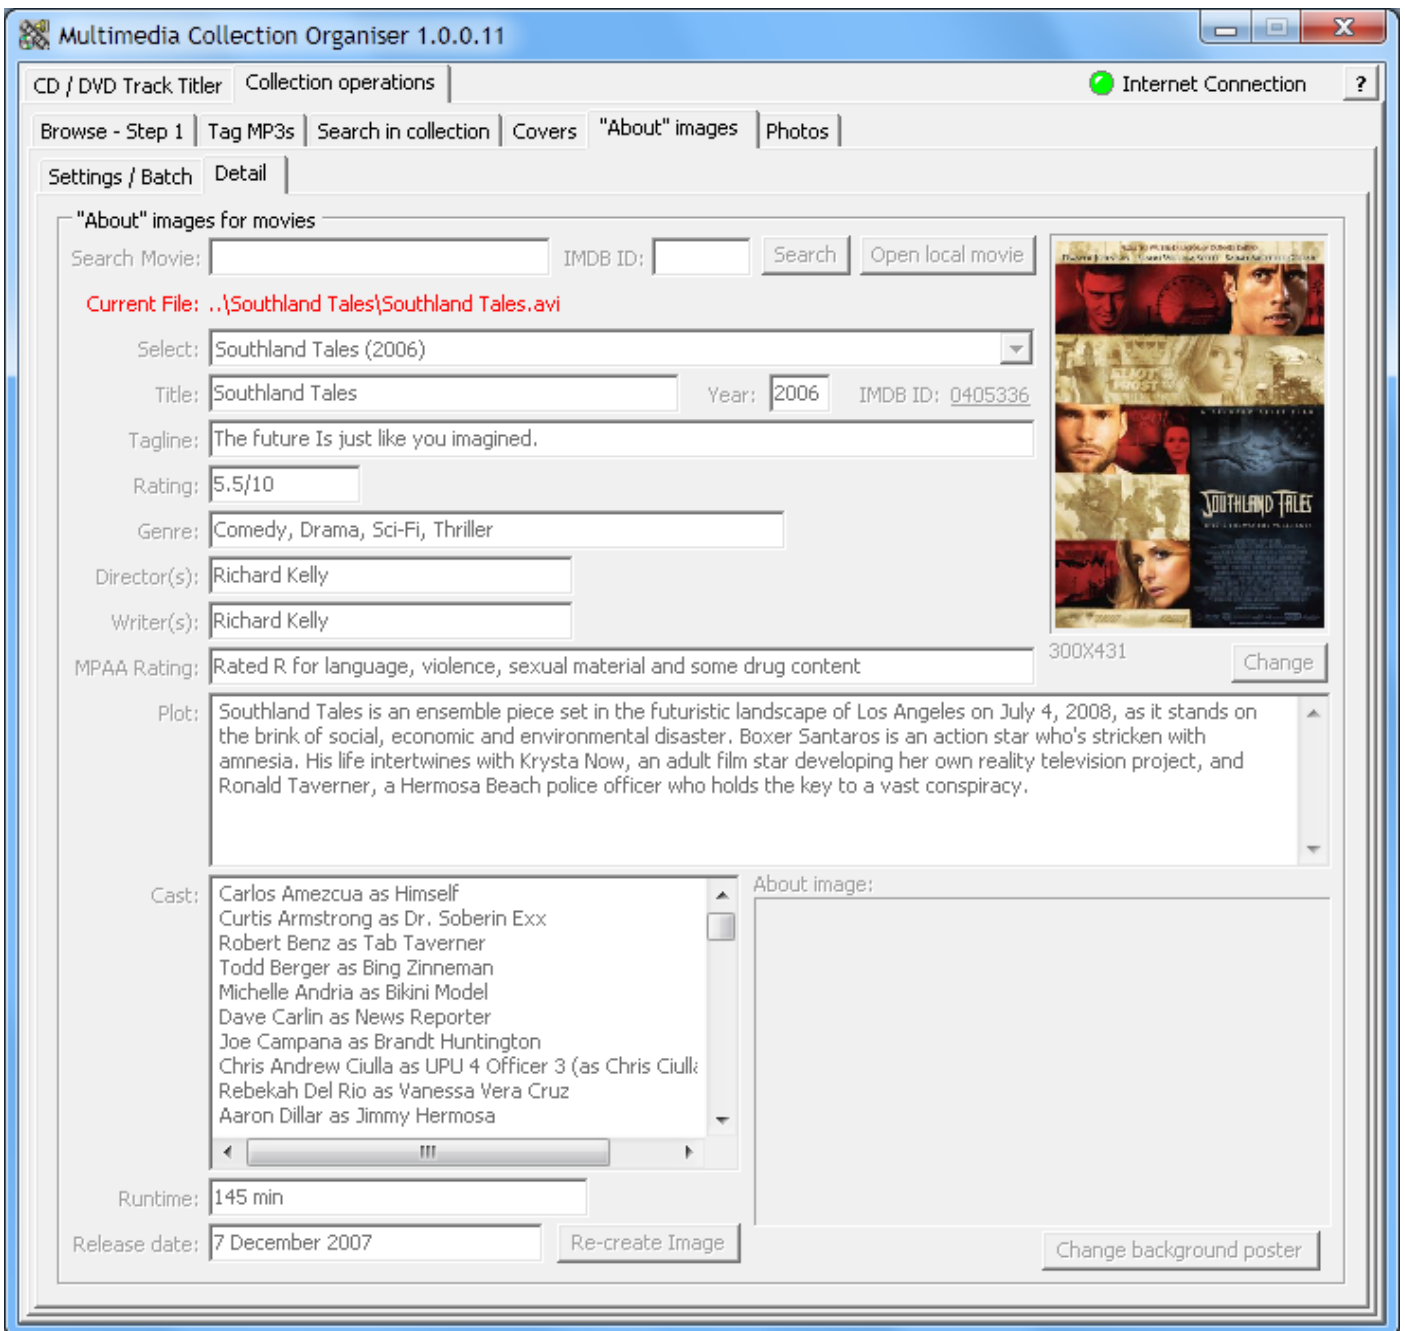 Multimedia Collection Organiser 1.0.0.11
CD / DVD Track Titler
Collection operations
Internet Connection
?
Browse - Step 1
Tag MP3s
Search in collection
Covers
"About" images
Photos
Settings / Batch
Detail
"About" images for movies
Search Movie:
IMDB ID:
Search
Open local movie
Current File: ..\Southland Tales\Southland Tales.avi
Select: Southland Tales (2006)
Title: Southland Tales
Year: 2006
IMDB ID: 0405336
Tagline: The future Is just like you imagined.
Rating: 5.5/10
Genre: Comedy, Drama, Sci-Fi, Thriller
Director(s): Richard Kelly
Writer(s): Richard Kelly
MPAA Rating: Rated R for language, violence, sexual material and some drug content
SOUTHLAND TALES
300X431
Change
Plot: Southland Tales is an ensemble piece set in the futuristic landscape of Los Angeles on July 4, 2008, as it stands on
the brink of social, economic and environmental disaster. Boxer Santaros is an action star who's stricken with
amnesia. His life intertwines with Krysta Now, an adult film star developing her own reality television project, and
Ronald Taverner, a Hermosa Beach police officer who holds the key to a vast conspiracy.
Cast: Carlos Amezcua as Himself
Curtis Armstrong as Dr. Soberin Exx
Robert Benz as Tab Taverner
Todd Berger as Bing Zinneman
Michelle Andria as Bikini Model
Dave Carlin as News Reporter
Joe Campana as Brandt Huntington
Chris Andrew Ciulla as UPU 4 Officer 3 (as Chris Ciulla
Rebekah Del Rio as Vanessa Vera Cruz
Aaron Dillar as Jimmy Hermosa
About image:
Runtime: 145 min
Release date: 7 December 2007
Re-create Image
Change background poster